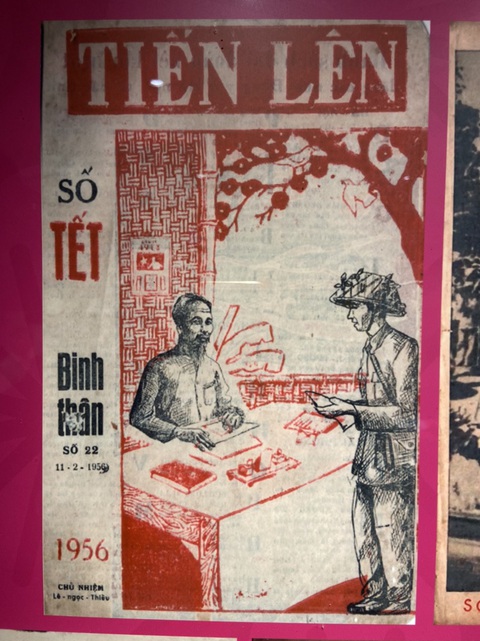 TIẾN LÊN
SỐ
TẾT
Bính
thân
SỐ 22
11 - 2 - 1956
1956
CHỦ NHIỆM
Lê - ngọc - Thiều